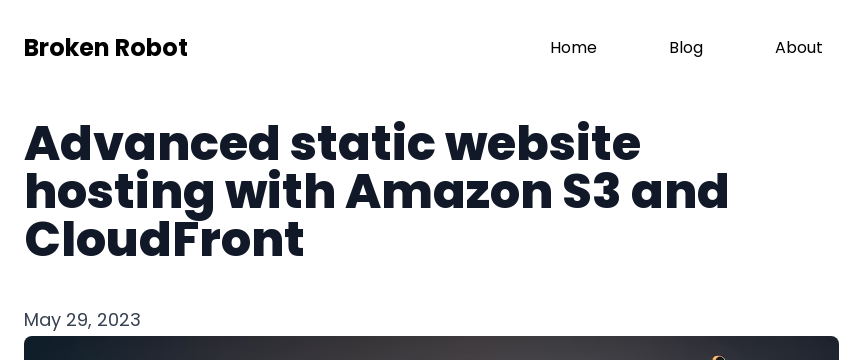 Broken Robot
Home Blog About
Advanced static website
hosting with Amazon S3 and
CloudFront
May 29, 2023